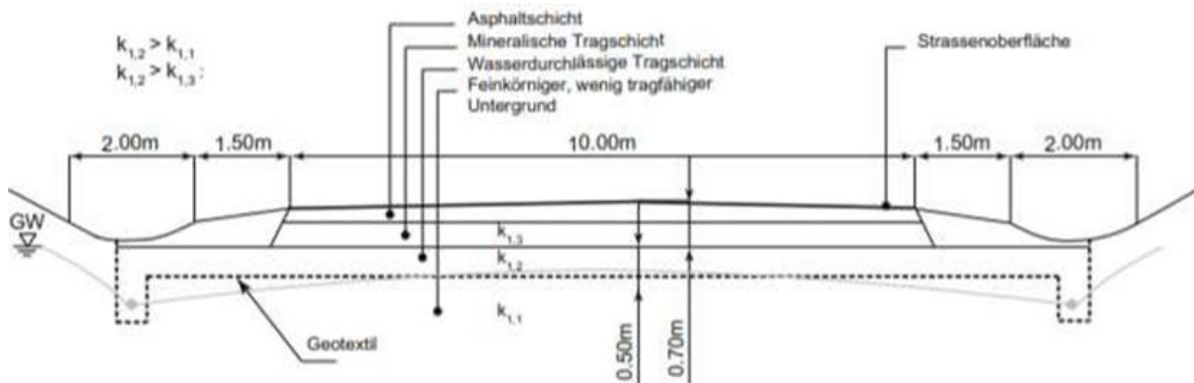 Asphaltschicht
Mineralische Tragschicht
Wasserdurchlässige Tragschicht
Feinkörniger, wenig tragfähiger
Untergrund
Strassenoberfläche
k1,2 > k1,1
k1,2 > k1,3:
2.00m
1.50m
10.00m
1.50m
2.00m
GW
k1,3
k1,2
k1,1
Geotextil
0.50m
0.70m